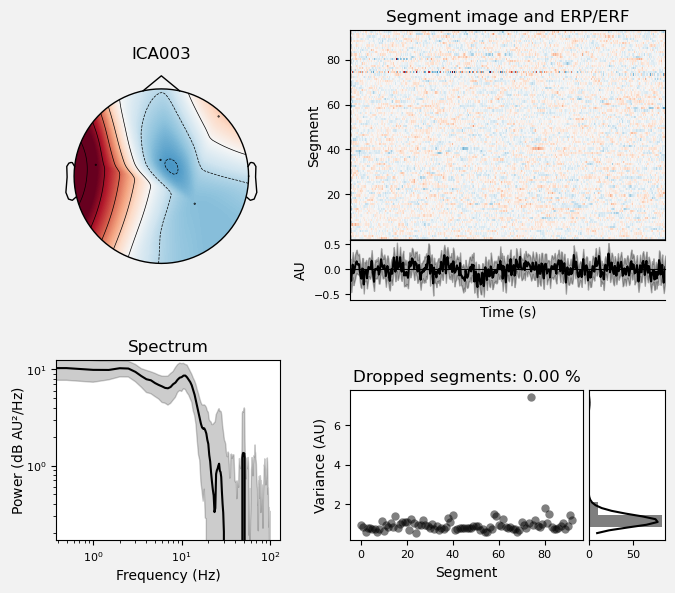 ICA003
Segment image and ERP/ERF
Segment
80
60
40
20
AU
0.5
0.0
−0.5
Time (s)
Spectrum
Power (dB AU²/Hz)
10¹
10⁰
10⁰ 10¹ 10²
Frequency (Hz)
Dropped segments: 0.00 %
Variance (AU)
6
4
2
0 20 40 60 80
Segment
0 50